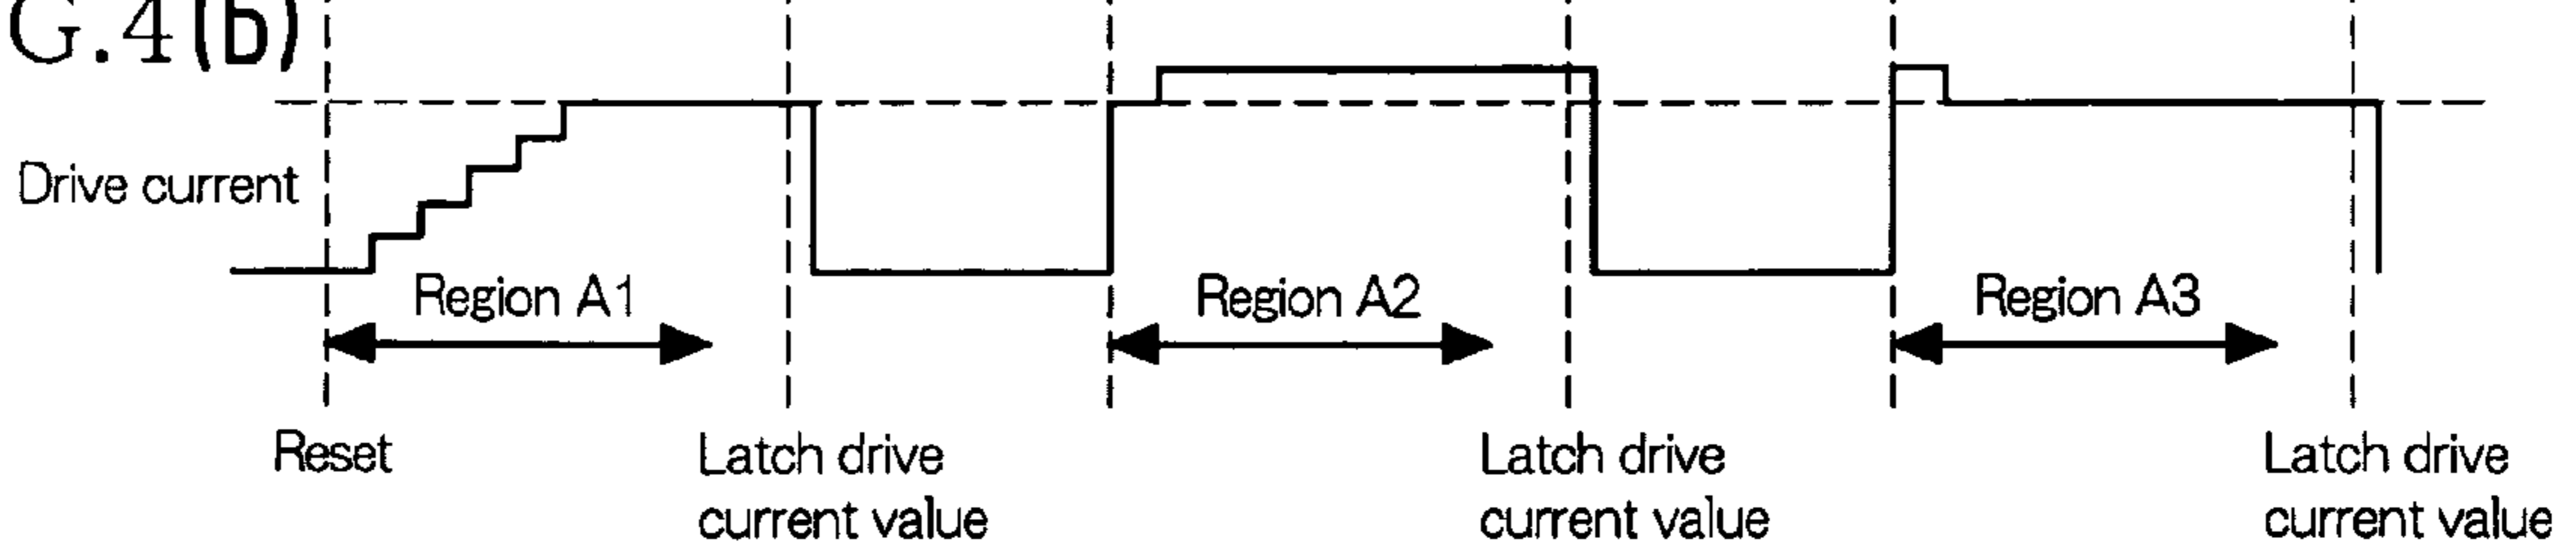 G.4(b)
Drive current
Region A1
Region A2
Region A3
Reset
Latch drive
current value
Latch drive
current value
Latch drive
current value